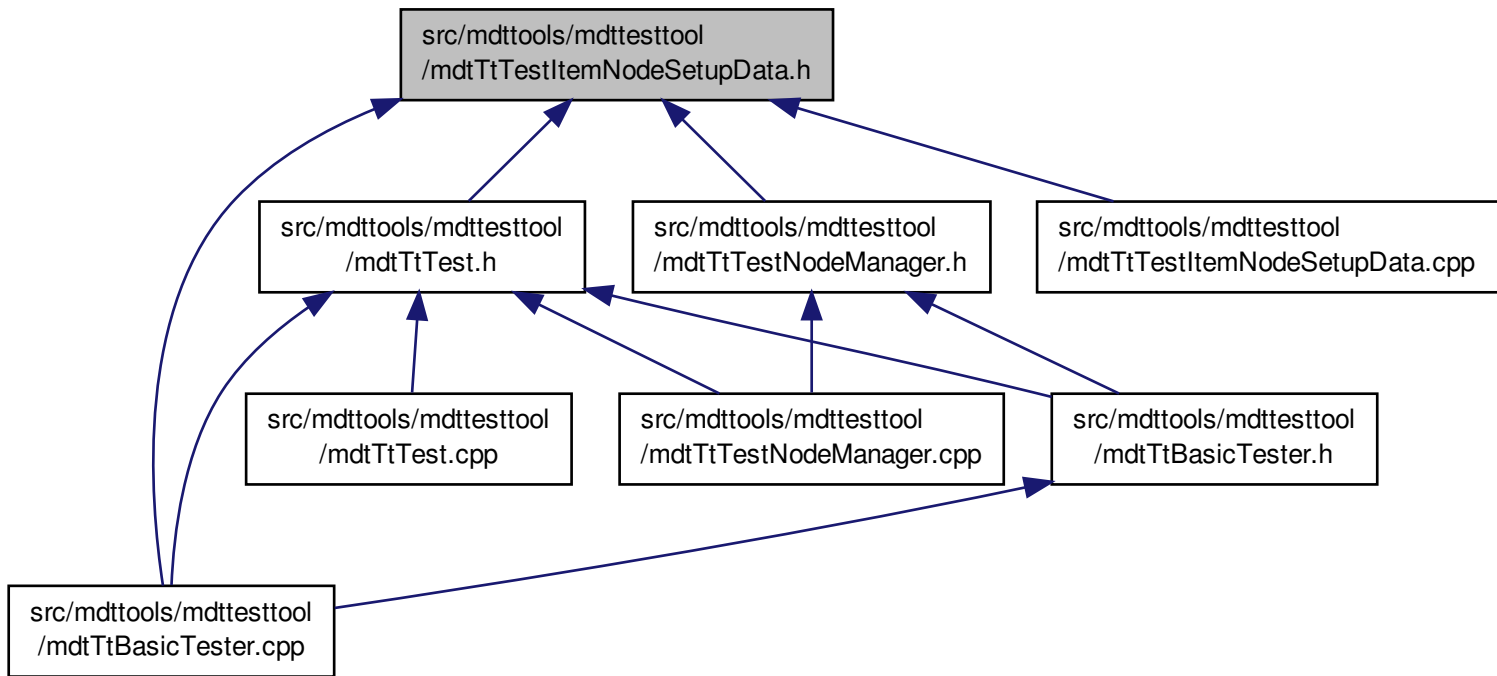 src/mdttools/mdttesttool
/mdtTtTestItemNodeSetupData.h
src/mdttools/mdttesttool
/mdtTtTest.h
src/mdttools/mdttesttool
/mdtTtTestNodeManager.h
src/mdttools/mdttesttool
/mdtTtTestItemNodeSetupData.cpp
src/mdttools/mdttesttool
/mdtTtTest.cpp
src/mdttools/mdttesttool
/mdtTtTestNodeManager.cpp
src/mdttools/mdttesttool
/mdtTtBasicTester.h
src/mdttools/mdttesttool
/mdtTtBasicTester.cpp